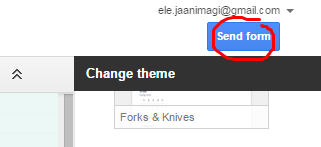 ele.jaanimagi@gmail.com
Send form
Change theme
Forks & Knives